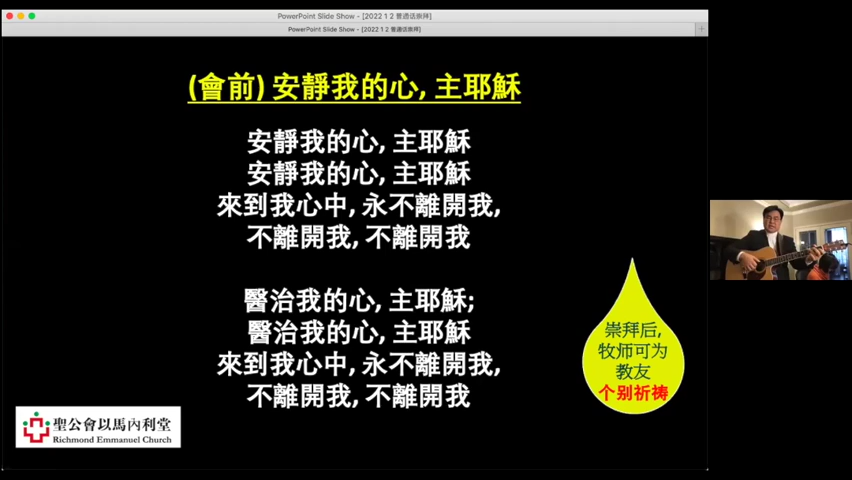 PowerPoint Slide Show - [2022 1 2 普通话崇拜]
PowerPoint Slide Show - [2022 1 2 普通话崇拜]
(會前) 安靜我的心, 主耶穌
安靜我的心, 主耶穌
安靜我的心, 主耶穌
來到我心中, 永不離開我,
不離開我, 不離開我
醫治我的心, 主耶穌;
醫治我的心, 主耶穌
來到我心中, 永不離開我,
不離開我, 不離開我
崇拜后,
牧师可为
教友
个别祈祷
聖公會以馬內利堂
Richmond Emmanuel Church